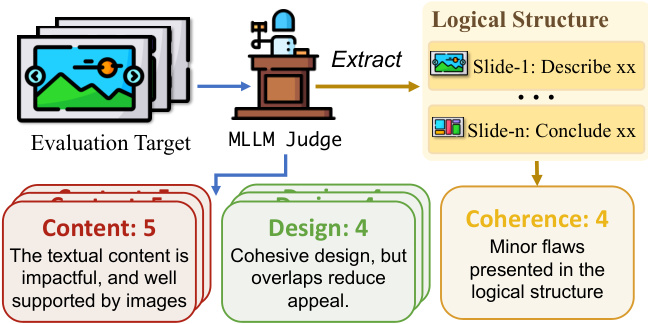 Logical Structure
Extract
Slide-1: Describe xx
• • •
Slide-n: Conclude xx
Evaluation Target
MLLM Judge
Content: 5
The textual content is
impactful, and well
supported by images
Design: 4
Cohesive design, but
overlaps reduce
appeal.
Coherence: 4
Minor flaws
presented in the
logical structure